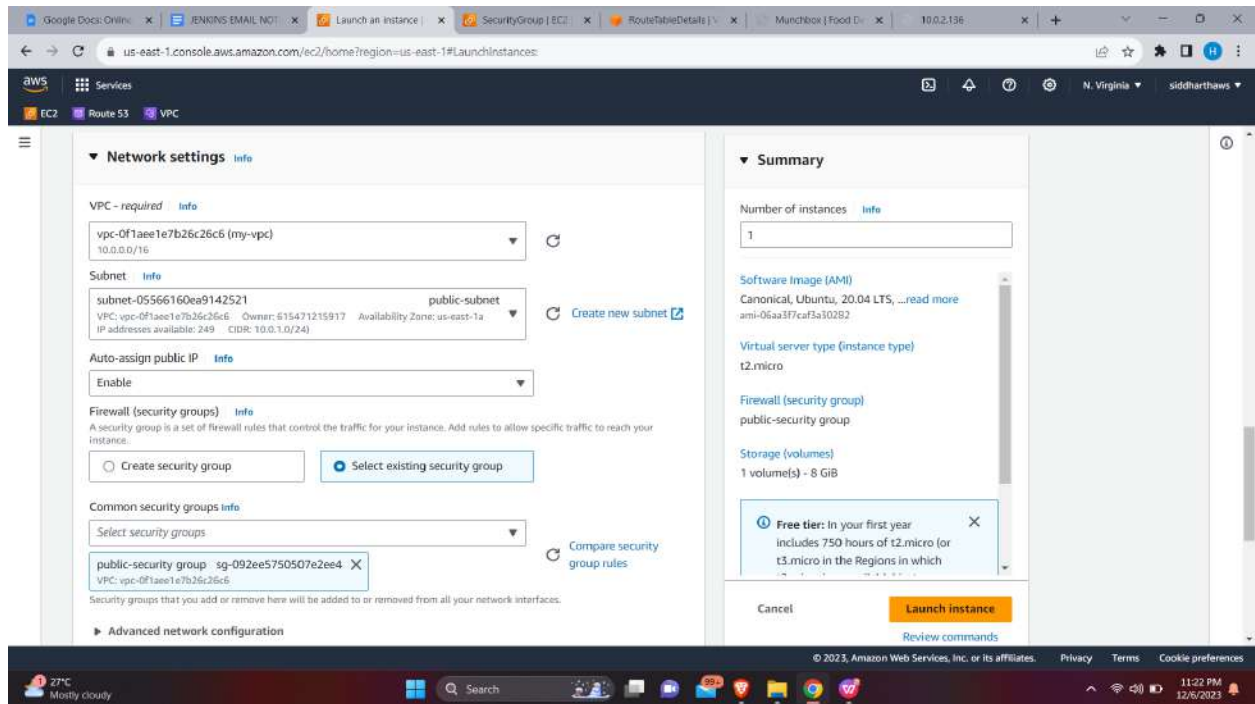 Google Docs: Onlin
JENKINS EMAIL NOT
Launch an instance |
SecurityGroup | EC2
RouteTableDetails | V
Munchbox | Food De
10.0.2.136
us-east-1.console.aws.amazon.com/ec2/home?region=us-east-1#LaunchInstances:
H
aws
Services
N. Virginia
siddharthaws
EC2 Route 53 VPC
Network settings Info
VPC - required Info
vpc-0f1aee1e7b26c26c6 (my-vpc)
10.0.0.0/16
Subnet Info
subnet-05566160ea9142521 public-subnet
VPC: vpc-0f1aee1e7b26c26c6 Owner: 615471215917 Availability Zone: us-east-1a
IP addresses available: 249 CIDR: 10.0.1.0/24)
Create new subnet
Auto-assign public IP Info
Enable
Firewall (security groups) Info
A security group is a set of firewall rules that control the traffic for your instance. Add rules to allow specific traffic to reach your
instance.
Create security group
Select existing security group
Common security groups Info
Select security groups
public-security group sg-092ee5750507e2ee4
VPC: vpc-0f1aee1e7b26c26c6
Compare security
group rules
Security groups that you add or remove here will be added to or removed from all your network interfaces.
Advanced network configuration
Summary
Number of instances Info
1
Software Image (AMI)
Canonical, Ubuntu, 20.04 LTS, ...read more
ami-06aa3f7caf3a30282
Virtual server type (instance type)
t2.micro
Firewall (security group)
public-security group
Storage (volumes)
1 volume(s) - 8 GiB
Free tier: In your first year
includes 750 hours of t2.micro (or
t3.micro in the Regions in which
Cancel
Launch instance
Review commands
© 2023, Amazon Web Services, Inc. or its affiliates. Privacy Terms Cookie preferences
1
27°C
Mostly cloudy
Search
99+
11:22 PM
12/6/2023